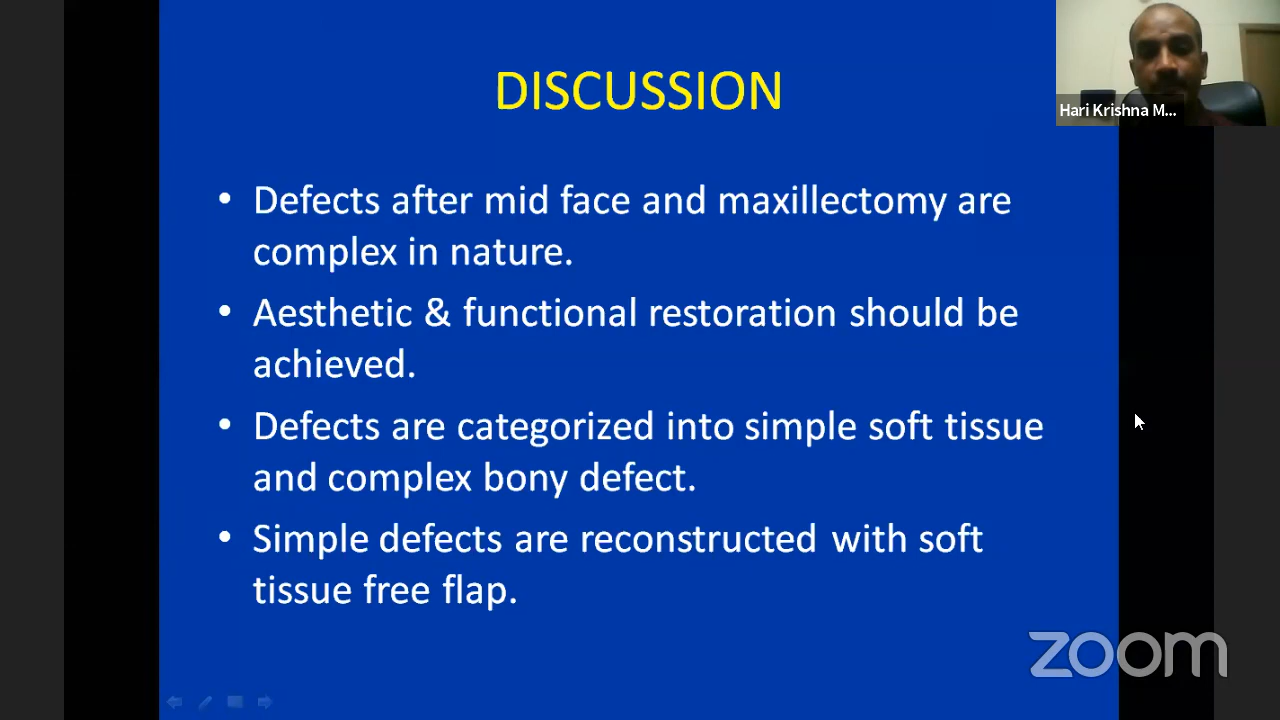 DISCUSSION
Hari Krishna M...
• Defects after mid face and maxillectomy are
complex in nature.
• Aesthetic & functional restoration should be
achieved.
• Defects are categorized into simple soft tissue
and complex bony defect.
• Simple defects are reconstructed with soft
tissue free flap.
zoom